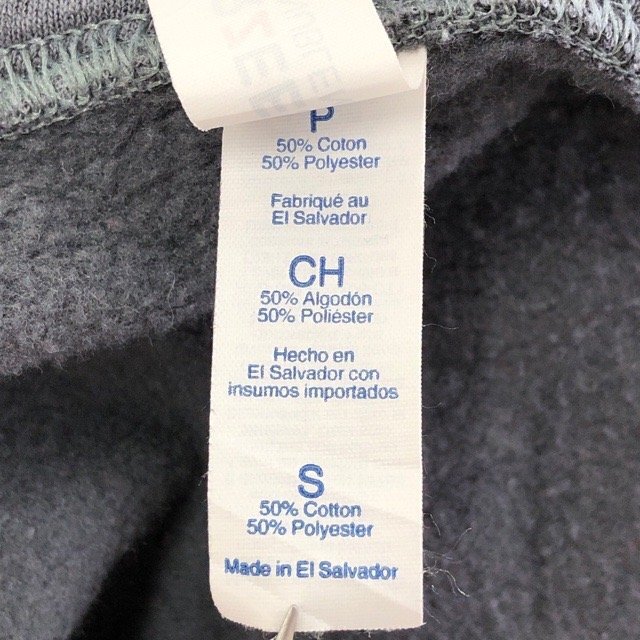 P
50% Coton
50% Polyester
Fabriqué au
El Salvador
CH
50% Algodón
50% Poliéster
Hecho en
El Salvador con
insumos importados
S
50% Cotton
50% Polyester
Made in El Salvador